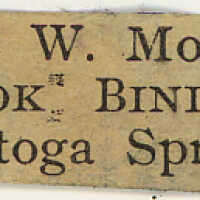 W. Mo
OK BINI
toga Spr